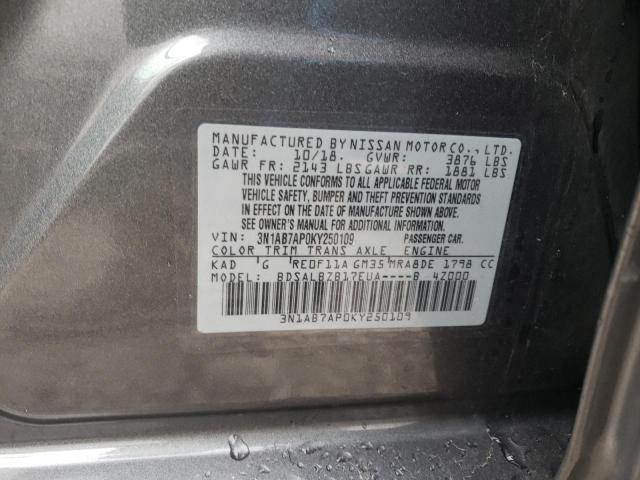 MANUFACTURED BY NISSAN MOTOR CO., LTD.
DATE: 10/18. GVWR: 3876 LBS
GAWR FR: 2143 LBS GAWR RR: 1881 LBS
THIS VEHICLE CONFORMS TO ALL APPLICABLE FEDERAL MOTOR
VEHICLE SAFETY, BUMPER AND THEFT PREVENTION STANDARDS
IN EFFECT ON THE DATE OF MANUFACTURE SHOWN ABOVE.
SEE OWNER'S MANUAL FOR ADDITIONAL INFORMATION.
VIN: 3N1AB7AP0KY250109 PASSENGER CAR.
COLOR TRIM TRANS AXLE ENGINE
KAD G RE0F11A GM35 MRA8DE 1798 CC
MODEL: BDSALBZB17EUA----B 4Z000
3N1AB7AP0KY250109